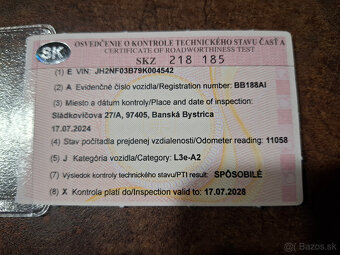 SK
OSVEDČENIE O KONTROLE TECHNICKÉHO STAVU ČASŤ A
CERTIFICATE OF ROADWORTHINESS TEST
SKZ 218 185
(1) E VIN: JH2NF03B79K004542
(2) A Evidenčné číslo vozidla/Registration number: BB188AI
(3) Miesto a dátum kontroly/Place and date of inspection:
Sládkovičova 27/A, 97405, Banská Bystrica
17.07.2024
(4) Stav počítadla prejdenej vzdialenosti/Odometer reading: 11058
(5) J Kategória vozidla/Category: L3e-A2
(7) Výsledok kontroly technického stavu/PTI result: SPÔSOBILÉ
(8) X Kontrola platí do/Inspection valid to: 17.07.2028
Bazos.sk